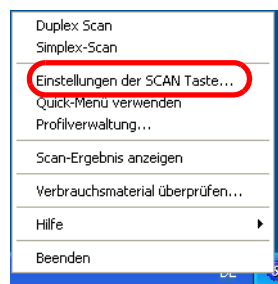 Duplex Scan
Simplex-Scan
Einstellungen der SCAN Taste...
Quick-Menü verwenden
Profilverwaltung...
Scan-Ergebnis anzeigen
Verbrauchsmaterial überprüfen...
Hilfe
Beenden